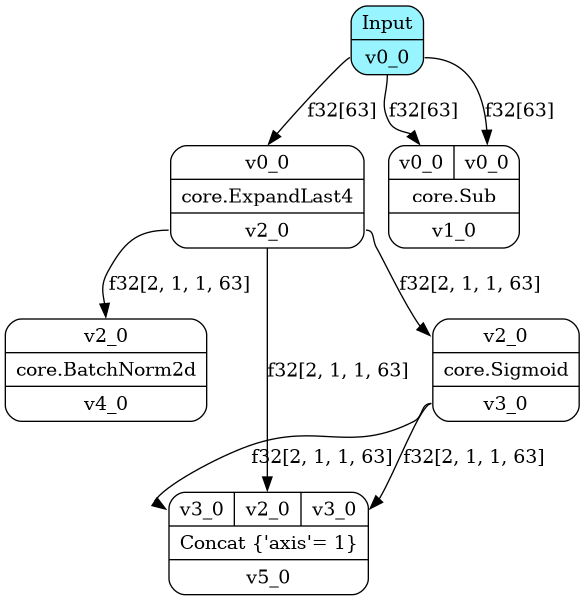 Input
v0_0
f32[63]
f32[63]
f32[63]
v0_0
core.ExpandLast4
v2_0
v0_0
v0_0
core.Sub
v1_0
f32[2, 1, 1, 63]
f32[2, 1, 1, 63]
v2_0
core.BatchNorm2d
v4_0
f32[2, 1, 1, 63]
v2_0
core.Sigmoid
v3_0
f32[2, 1, 1, 63]
f32[2, 1, 1, 63]
v3_0
v2_0
v3_0
Concat {'axis'= 1}
v5_0